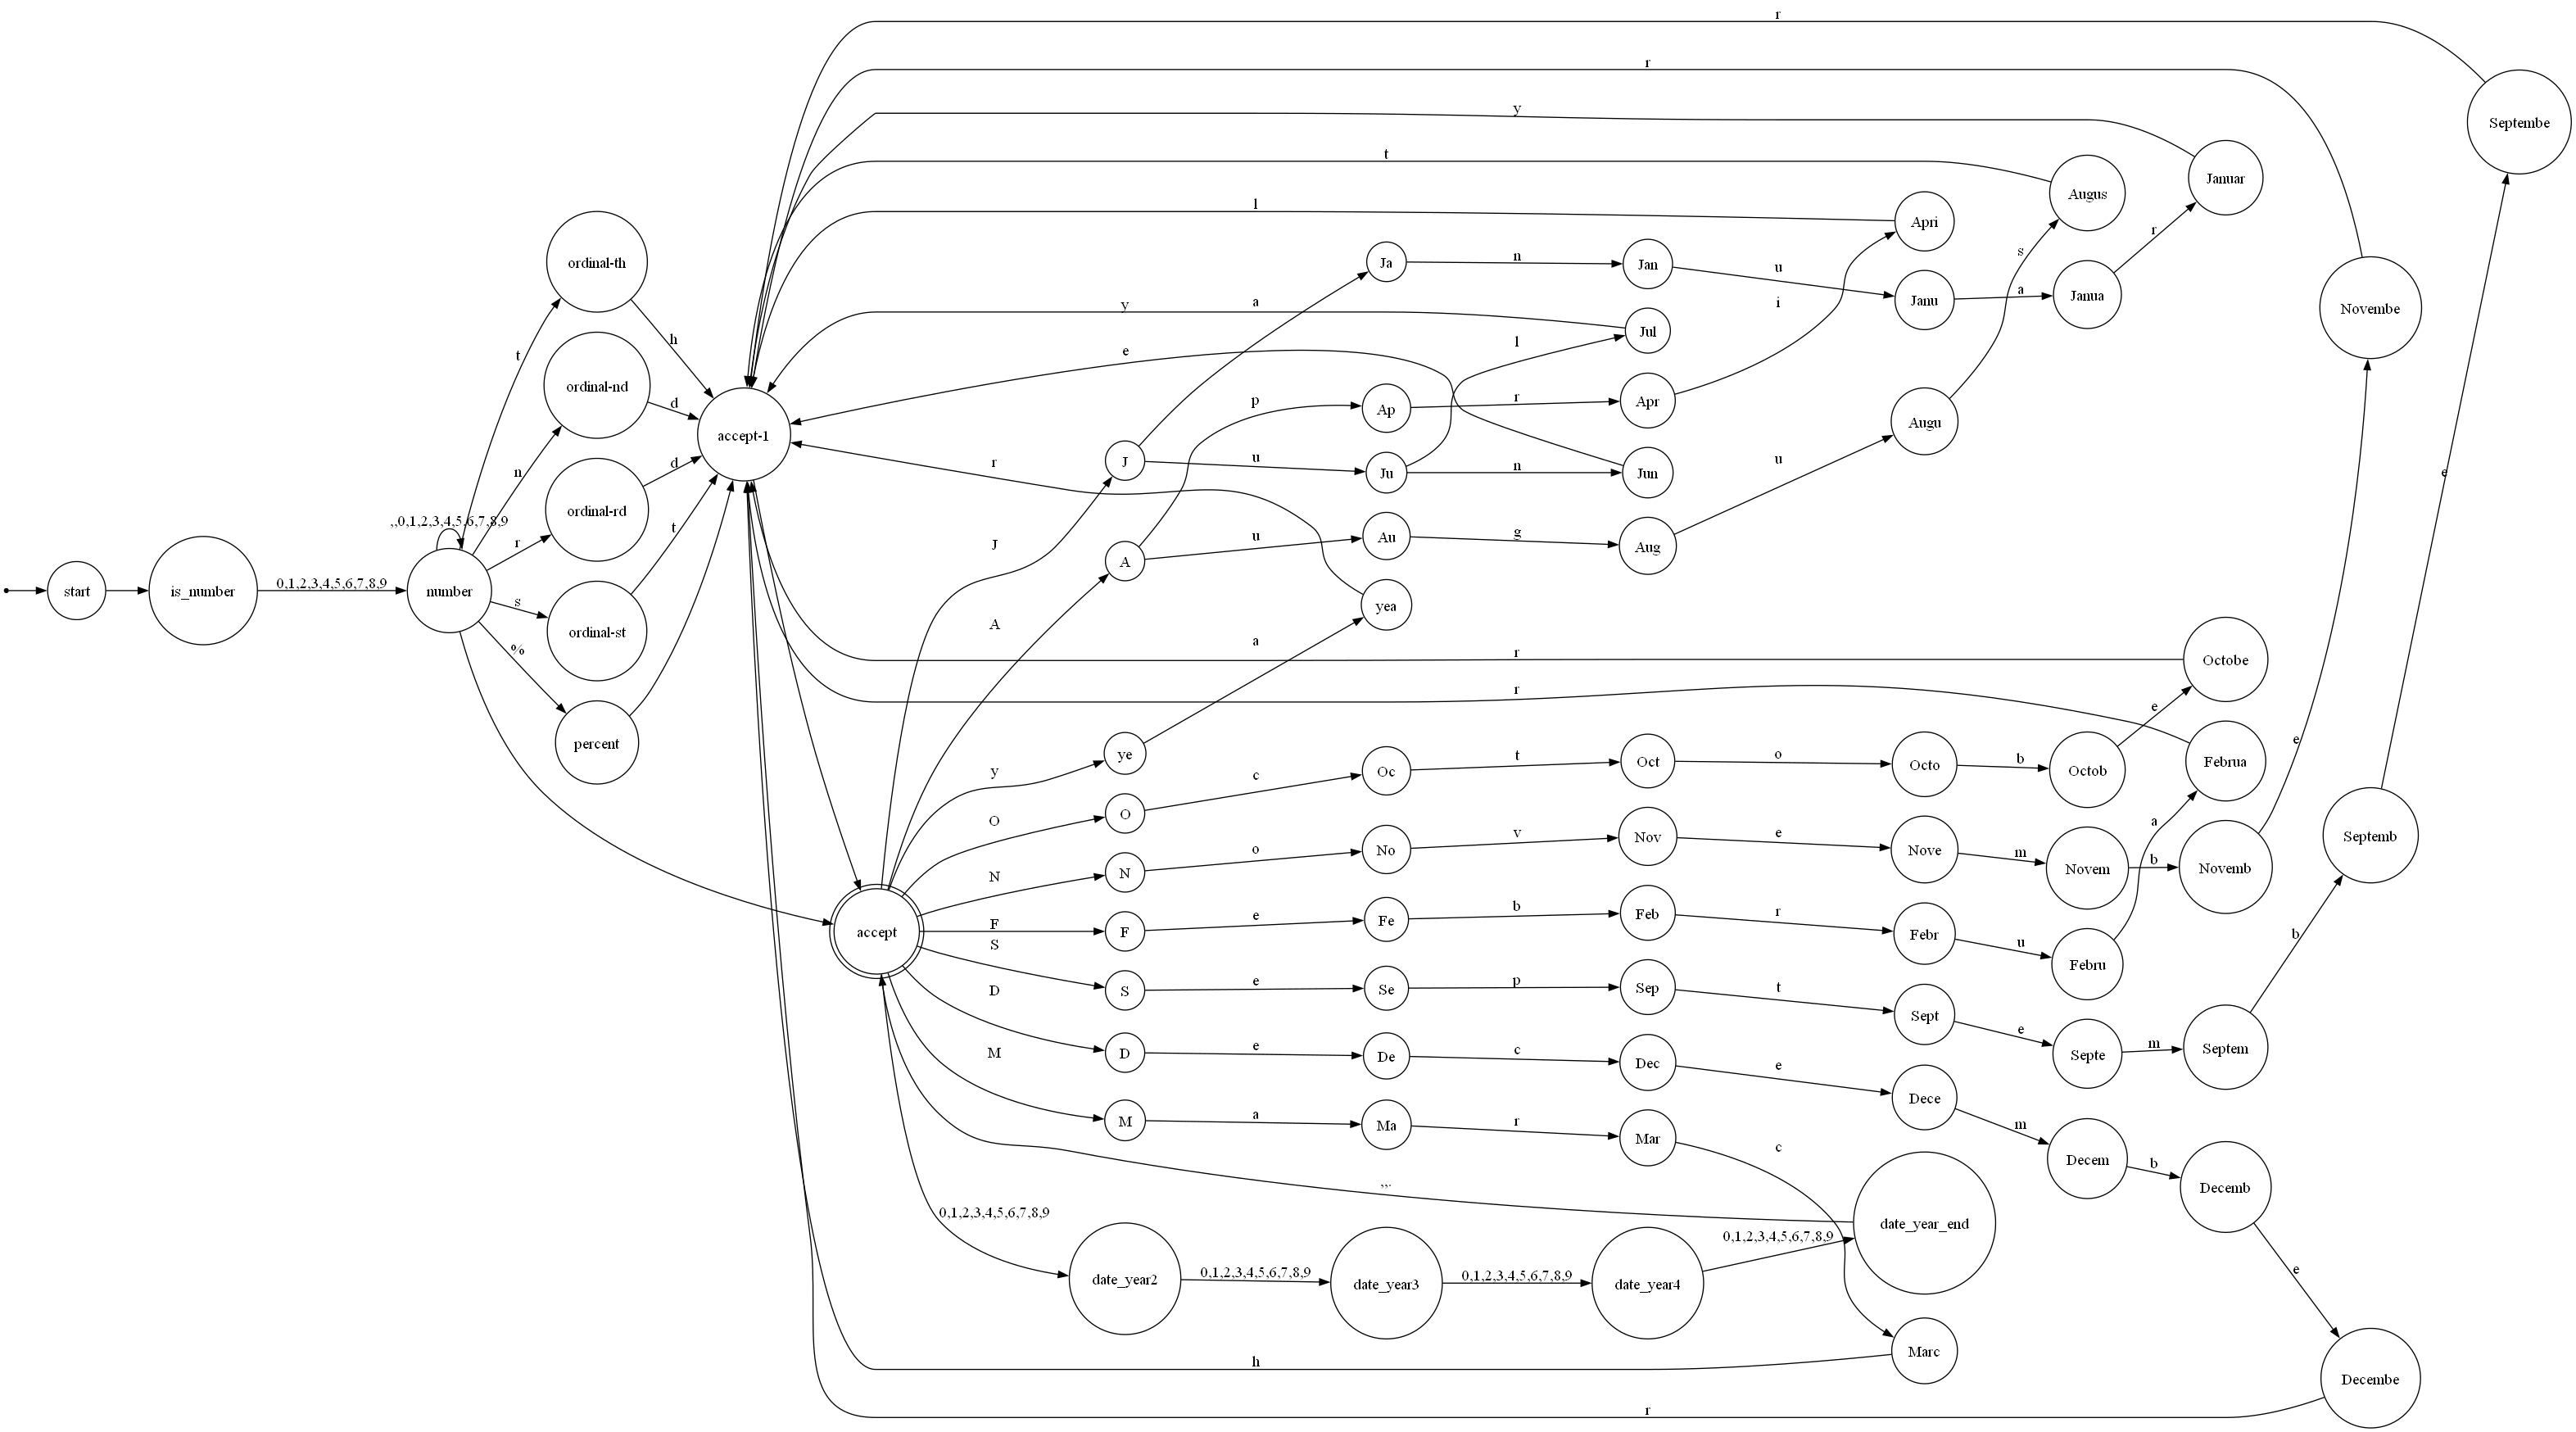 r
Septembe
r
y
t
Januar
Augus
l
Apri
r
ordinal-th
Ja
n
Jan
u
Janu
a
Janua
s
a
i
Novembe
h
y
Jul
t
e
l
ordinal-nd
d
p
Ap
r
Apr
Augu
accept-1
n
d
r
J
u
Ju
n
Jun
u
e
ordinal-rd
t
,,0,1,2,3,4,5,6,7,8,9
r
J
A
u
Au
g
Aug
start
is_number
0,1,2,3,4,5,6,7,8,9
number
s
ordinal-st
A
yea
%
a
r
Octobe
r
percent
y
ye
c
Oc
t
Oct
o
Octo
b
Octob
e
Februa
e
O
O
N
N
o
No
v
Nov
e
Nove
m
Novem
b
Novemb
a
Septemb
accept
F
F
e
Fe
b
Feb
r
Febr
u
Febru
b
S
S
e
Se
p
Sep
t
Sept
e
Septe
m
Septem
D
D
e
De
c
Dec
e
Dece
m
Decem
b
Decemb
M
M
a
Ma
r
Mar
c
,,.
0,1,2,3,4,5,6,7,8,9
date_year2
0,1,2,3,4,5,6,7,8,9
date_year3
0,1,2,3,4,5,6,7,8,9
date_year4
0,1,2,3,4,5,6,7,8,9
date_year_end
e
h
Marc
Decembe
r